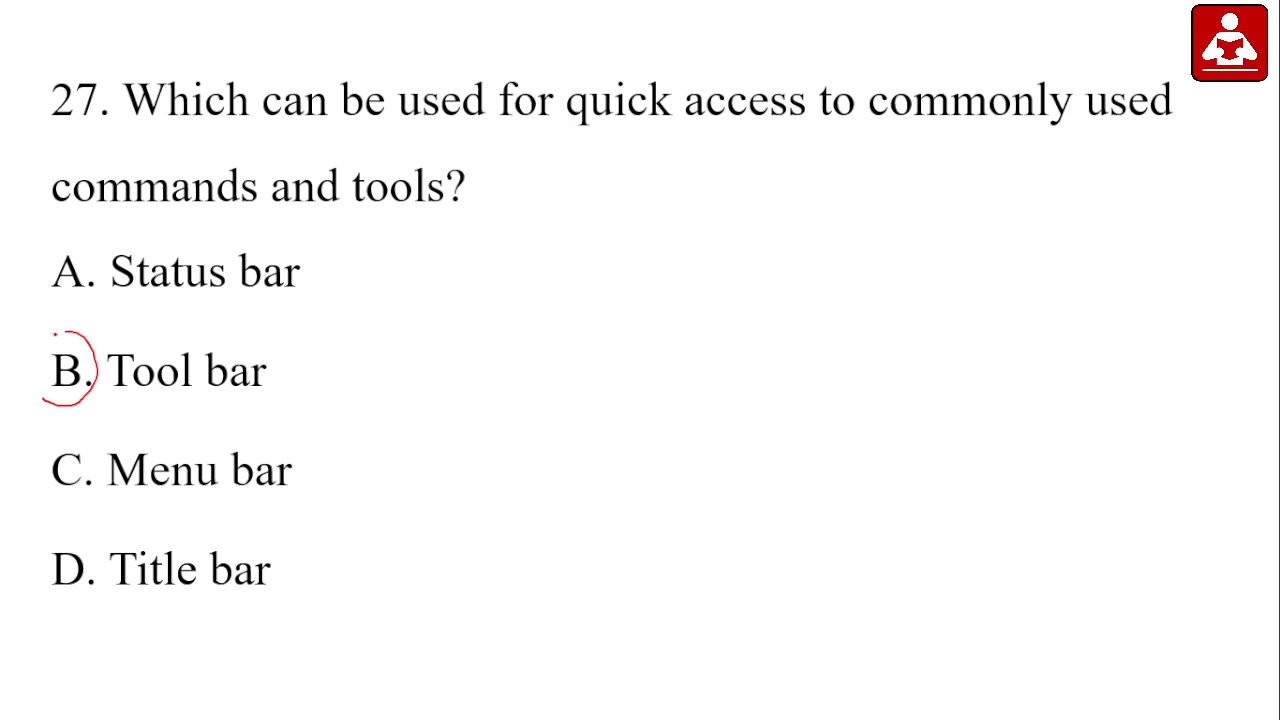 27. Which can be used for quick access to commonly used
commands and tools?
A. Status bar
B. Tool bar
C. Menu bar
D. Title bar